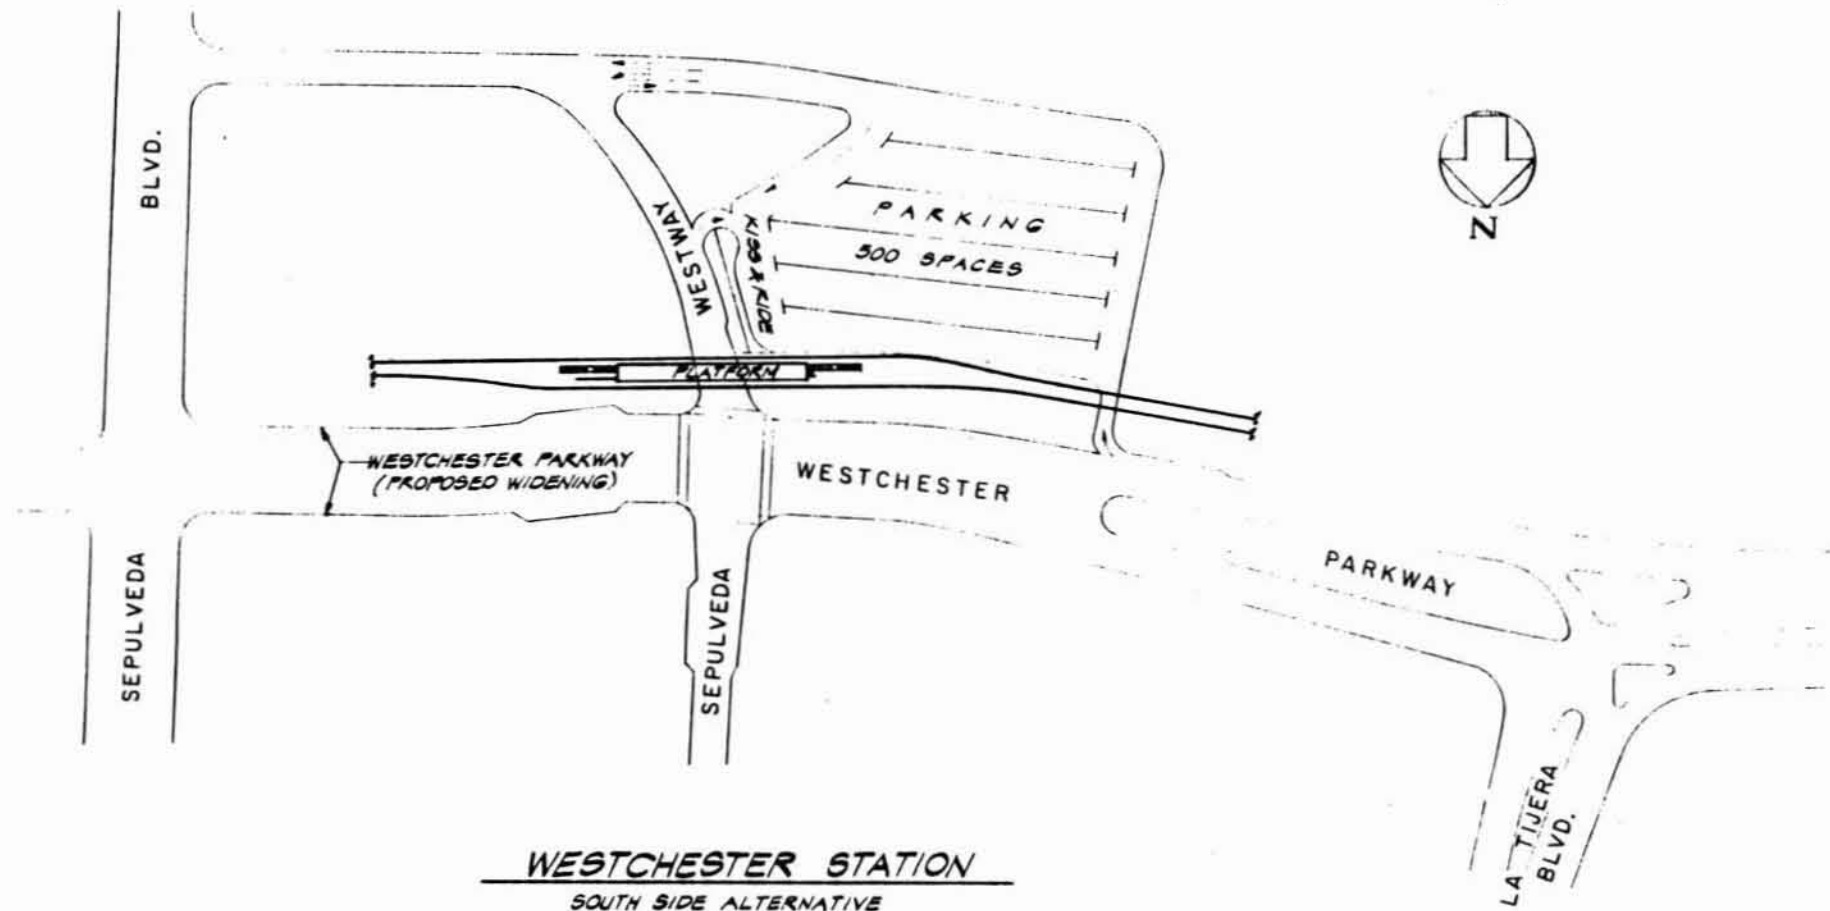 BLVD.
WESTWAY
KISS & RIDE
PARKING
500 SPACES
N
PLATFORM
WESTCHESTER PARKWAY
(PROPOSED WIDENING)
WESTCHESTER
PARKWAY
SEPULVEDA
SEPULVEDA
LA TIJERA
BLVD.
WESTCHESTER STATION
SOUTH SIDE ALTERNATIVE